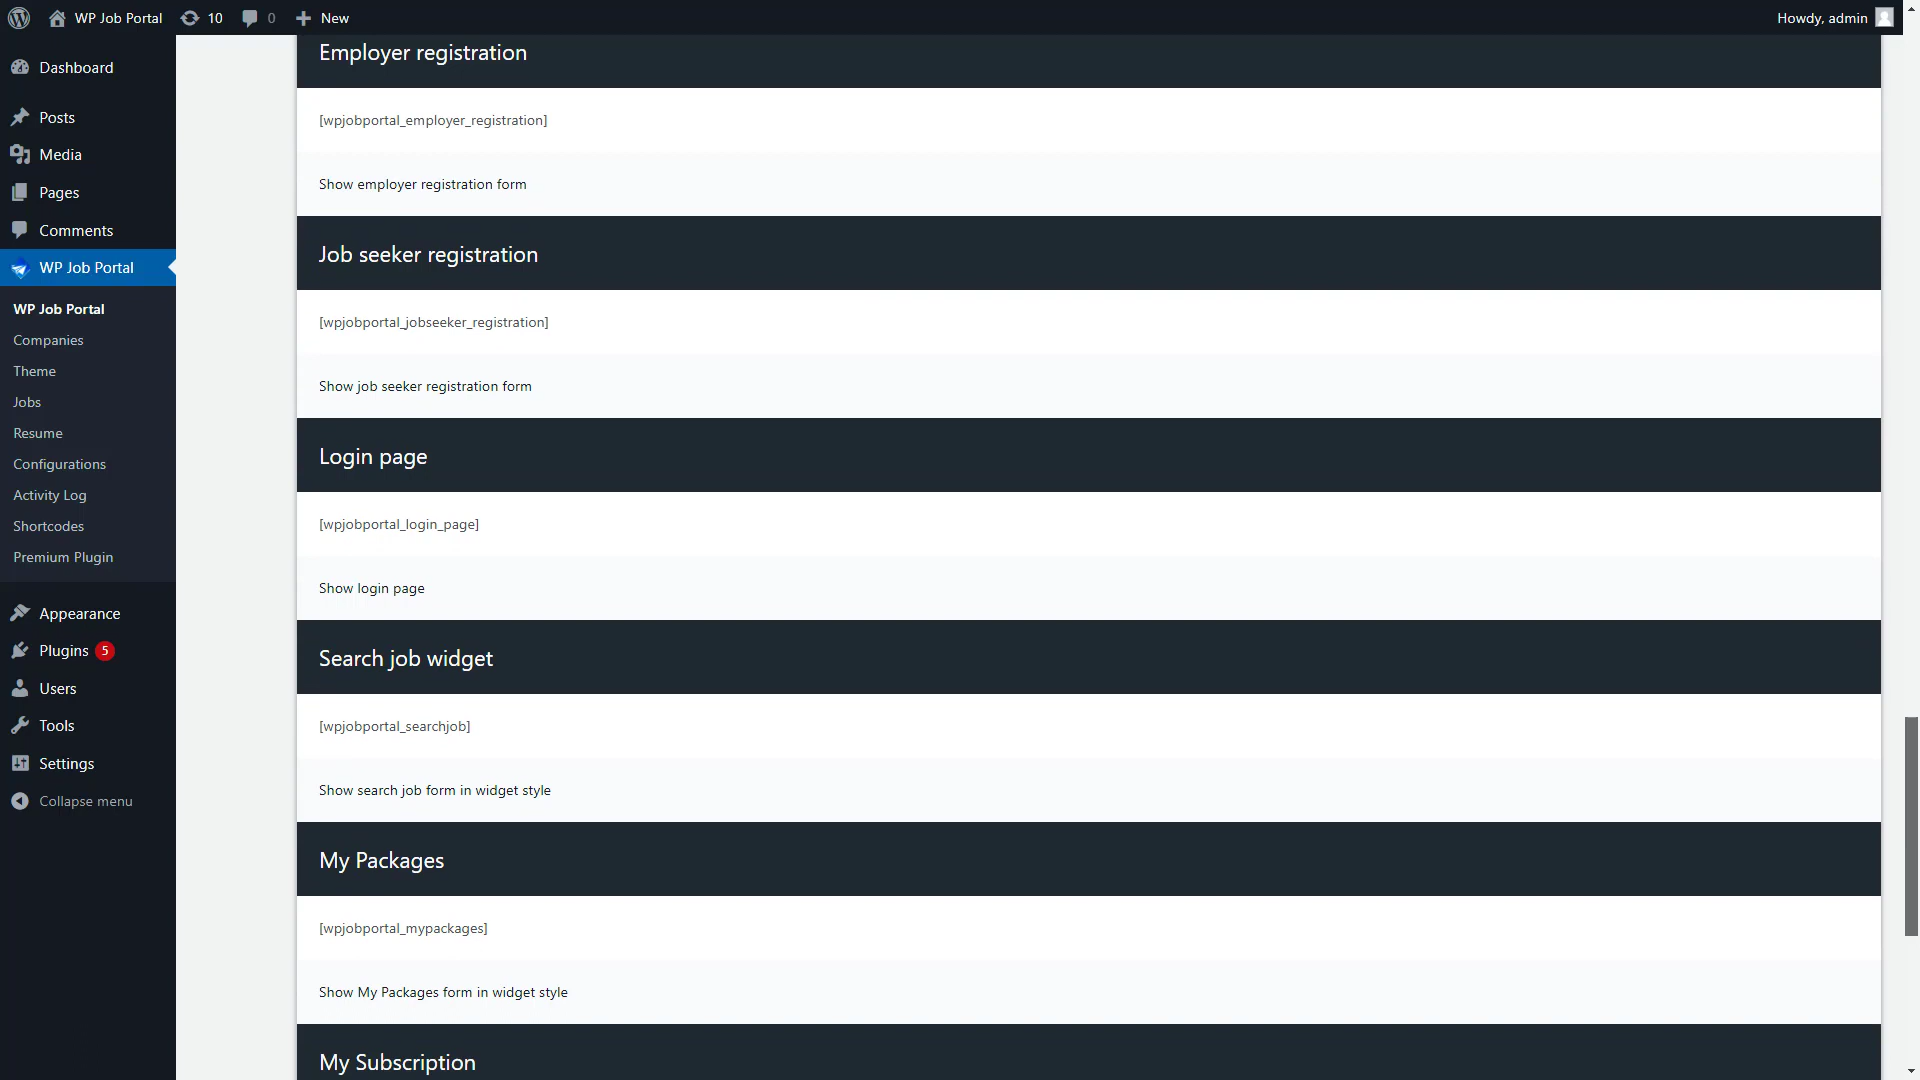 WP Job Portal 10 0 New Howdy, admin
Dashboard
Posts
Media
Pages
Comments
WP Job Portal
WP Job Portal
Companies
Theme
Jobs
Resume
Configurations
Activity Log
Shortcodes
Premium Plugin
Appearance
Plugins 5
Users
Tools
Settings
Collapse menu
Employer registration
[wpjobportal_employer_registration]
Show employer registration form
Job seeker registration
[wpjobportal_jobseeker_registration]
Show job seeker registration form
Login page
[wpjobportal_login_page]
Show login page
Search job widget
[wpjobportal_searchjob]
Show search job form in widget style
My Packages
[wpjobportal_mypackages]
Show My Packages form in widget style
My Subscription